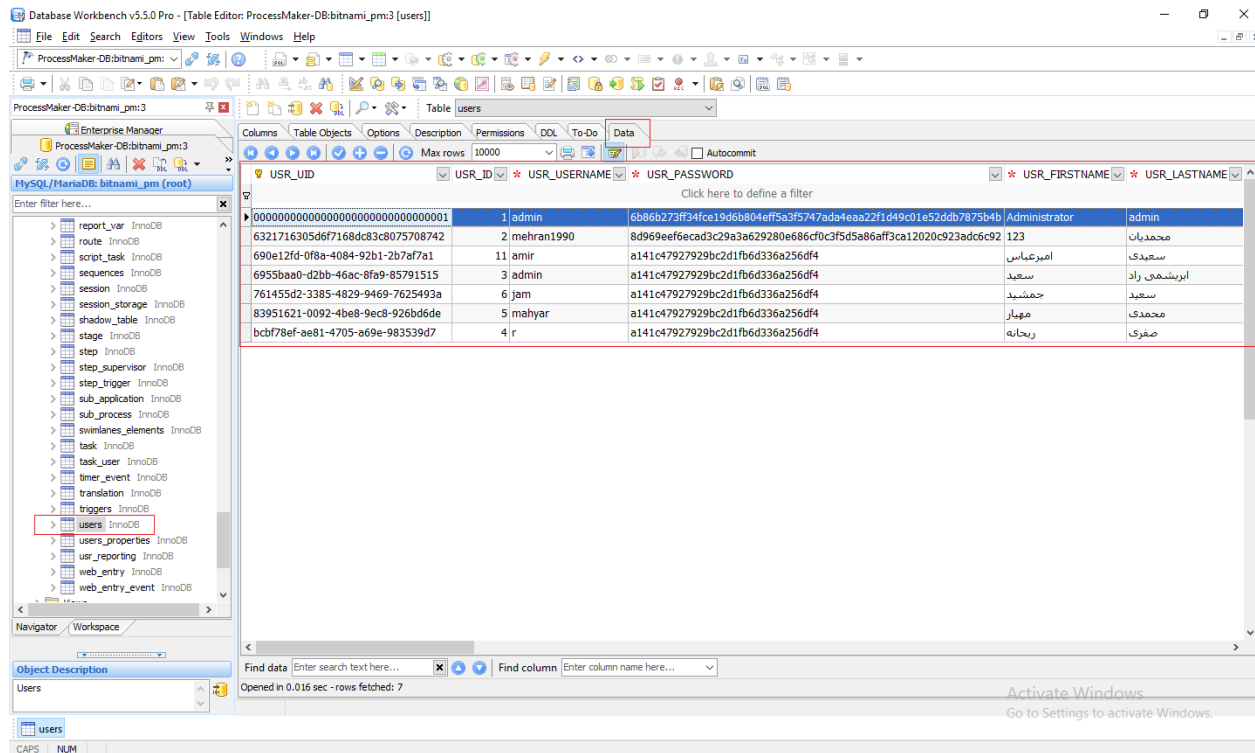 Database Workbench v5.5.0 Pro - [Table Editor: ProcessMaker-DB:bitnami_pm:3 [users]]
File Edit Search Editors View Tools Windows Help
ProcessMaker-DB:bitnami_pm:
ProcessMaker-DB:bitnami_pm:3
Table users
Enterprise Manager
ProcessMaker-DB:bitnami_pm:3
Columns Table Objects Options Description Permissions DDL To-Do Data
Max rows 10000 Autocommit
MySQL/MariaDB: bitnami_pm (root)
Enter filter here...
USR_UID USR_ID * USR_USERNAME * USR_PASSWORD * USR_FIRSTNAME * USR_LASTNAME
Click here to define a filter
00000000000000000000000000000001 1 admin 6b86b273ff34fce19d6b804eff5a3f5747ada4eaa22f1d49c01e52ddb7875b4b Administrator admin
6321716305d6f7168dc83c8075708742 2 mehran1990 8d969eef6ecad3c29a3a629280e686cf0c3f5d5a86aff3ca12020c923adc6c92 123 محمدیان
690e12fd-0f8a-4084-92b1-2b7af7a1 11 amir a141c47927929bc2d1fb6d336a256df4 امیرعباس سعیدی
6955baa0-d2bb-46ac-8fa9-85791515 3 admin a141c47927929bc2d1fb6d336a256df4 سعید ابریشمی راد
761455d2-3385-4829-9469-7625493a 6 jam a141c47927929bc2d1fb6d336a256df4 جمشید سعید
83951621-0092-4be8-9ec8-926bd6de 5 mahyar a141c47927929bc2d1fb6d336a256df4 مهیار محمدی
bcbf78ef-ae81-4705-a69e-983539d7 4 r a141c47927929bc2d1fb6d336a256df4 ریحانه صفری
report_var InnoDB
route InnoDB
script_task InnoDB
sequences InnoDB
session InnoDB
session_storage InnoDB
shadow_table InnoDB
stage InnoDB
step InnoDB
step_supervisor InnoDB
step_trigger InnoDB
sub_application InnoDB
sub_process InnoDB
swimlanes_elements InnoDB
task InnoDB
task_user InnoDB
timer_event InnoDB
translation InnoDB
triggers InnoDB
users InnoDB
users_properties InnoDB
usr_reporting InnoDB
web_entry InnoDB
web_entry_event InnoDB
Navigator Workspace
Object Description
Users
Find data Enter search text here... Find column Enter column name here...
Opened in 0.016 sec - rows fetched: 7
Activate Windows
Go to Settings to activate Windows.
users
CAPS NUM